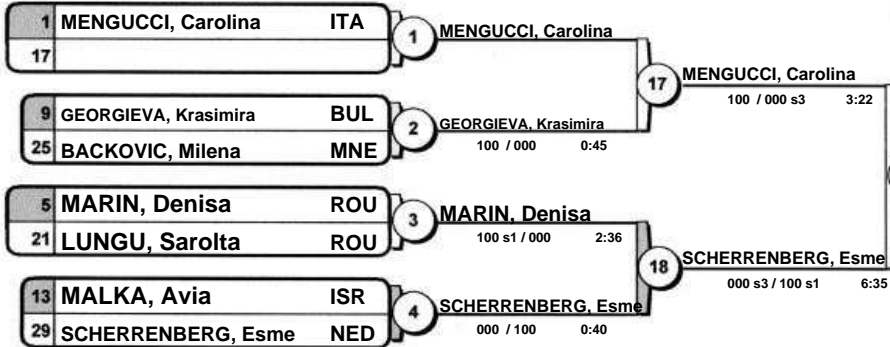 1 MENGUCCI, Carolina ITA
17
1 MENGUCCI, Carolina
9 GEORGIEVA, Krasimira BUL
25 BACKOVIC, Milena MNE
2 GEORGIEVA, Krasimira
100 / 000 0:45
17 MENGUCCI, Carolina
100 / 000 s3 3:22
5 MARIN, Denisa ROU
21 LUNGU, Sarolta ROU
3 MARIN, Denisa
100 s1 / 000 2:36
13 MALKA, Avia ISR
29 SCHERRENBERG, Esme NED
4 SCHERRENBERG, Esme
000 / 100 0:40
18 SCHERRENBERG, Esme
000 s3 / 100 s1 6:35